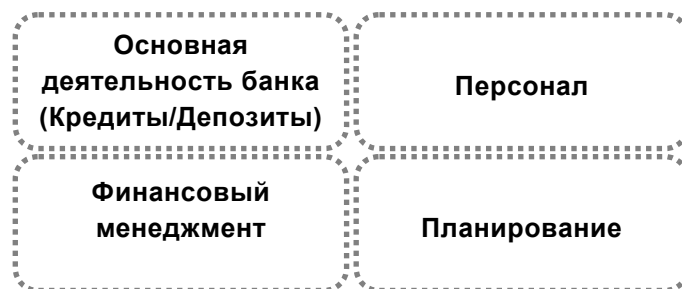 Основная
деятельность банка
(Кредиты/Депозиты)
Персонал
Финансовый
менеджмент
Планирование